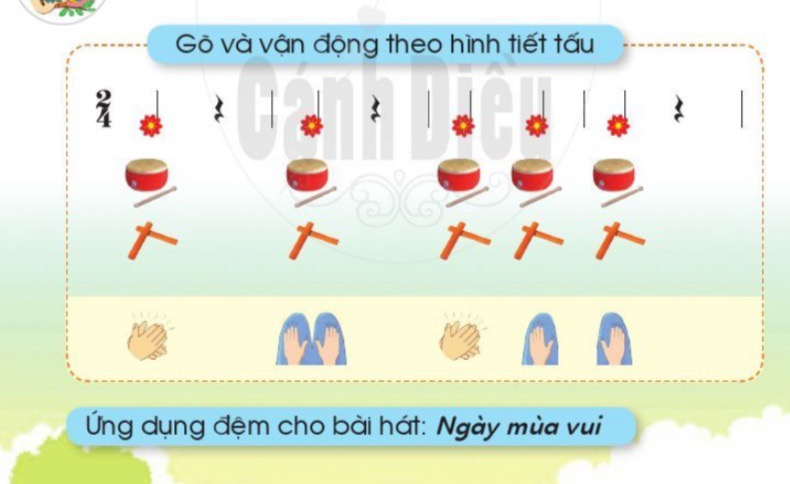 Gõ và vận động theo hình tiết tấu
2
4
Cánh Diều
Ứng dụng đệm cho bài hát: Ngày mùa vui